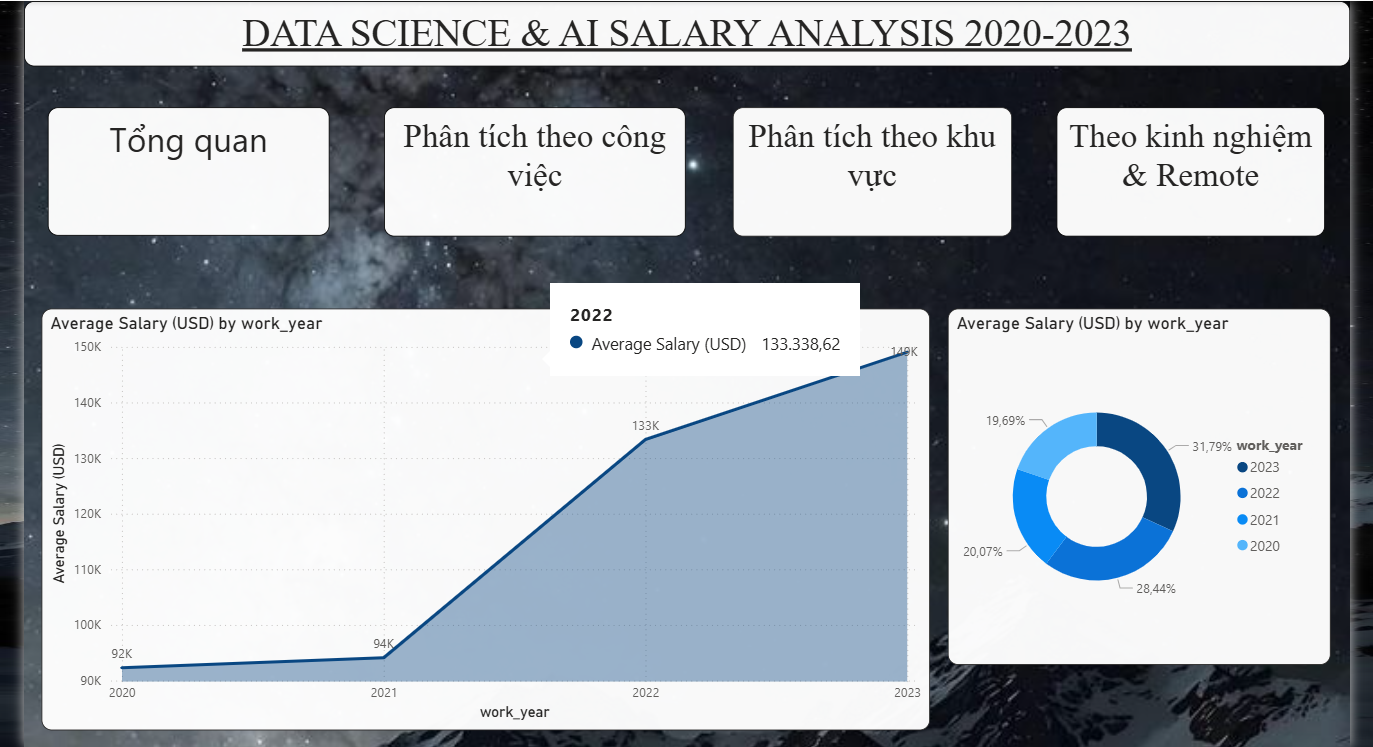 DATA SCIENCE & AI SALARY ANALYSIS 2020-2023
Tổng quan
Phân tích theo công
việc
Phân tích theo khu
vực
Theo kinh nghiệm
& Remote
Average Salary (USD) by work_year
2022
Average Salary (USD) 133.338,62
150K
140K
130K
120K
110K
100K
90K
Average Salary (USD)
92K
94K
133K
149K
2020
2021
2022
2023
work_year
Average Salary (USD) by work_year
19,69%
31,79%
20,07%
28,44%
work_year
2023
2022
2021
2020